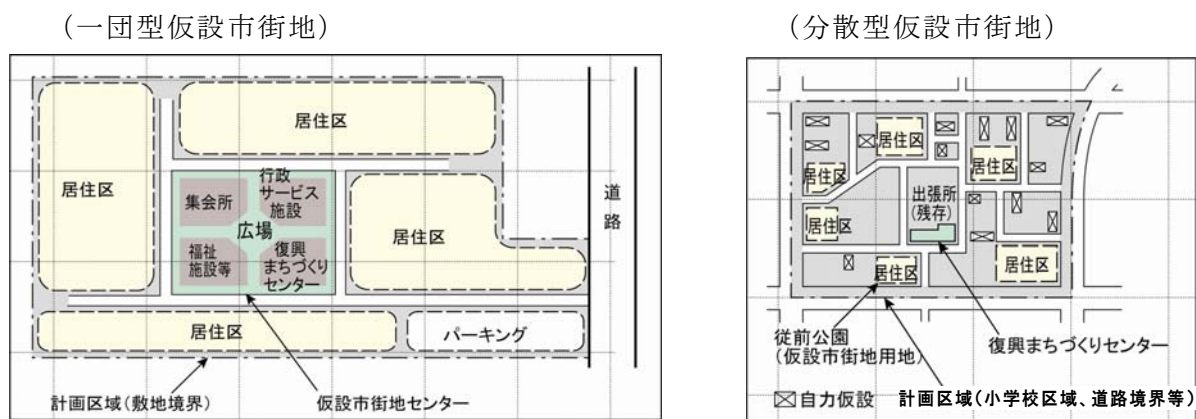 (一団型仮設市街地)
居住区
居住区
集会所
行政
サービス
施設
広場
福祉
施設等
復興
まちづくり
センター
居住区
道
路
居住区
パーキング
計画区域(敷地境界)
仮設市街地センター
(分散型仮設市街地)
居住区
居住区
居住区
出張所
(残存)
居住区
居住区
居住区
従前公園
(仮設市街地用地)
復興まちづくりセンター
自力仮設
計画区域(小学校区域、道路境界等)